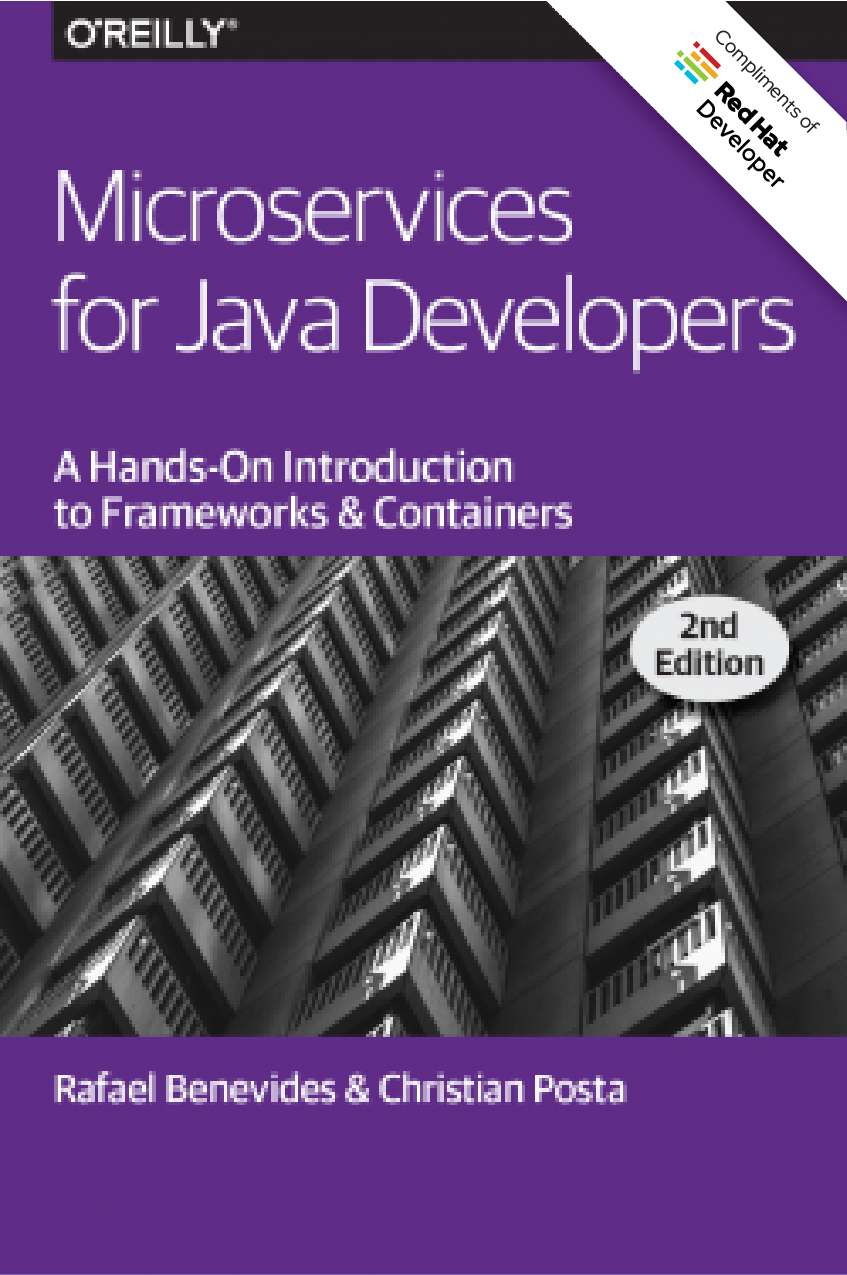 O'REILLY®
Compliments of
Red Hat
Developer
Microservices
for Java Developers
A Hands-On Introduction
to Frameworks & Containers
2nd
Edition
Rafael Benevides & Christian Posta